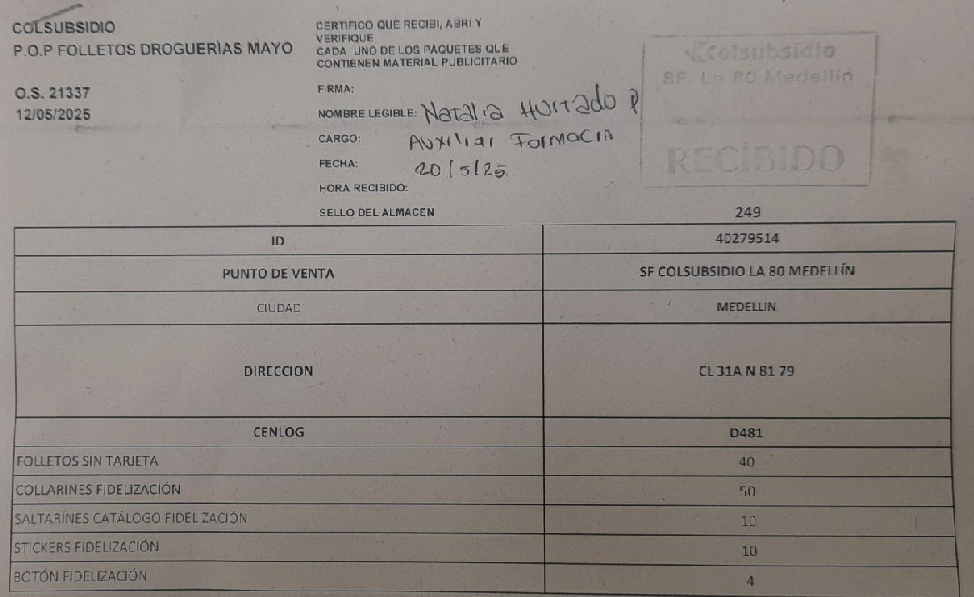 COLSUBSIDIO
P.O.P FOLLETOS DROGUERIAS MAYO
O.S. 21337
12/05/2025
CERTIFICO QUE RECIBI, ABRI Y
VERIFIQUE
CADA UNO DE LOS PAQUETES QUE
CONTIENEN MATERIAL PUBLICITARIO
FIRMA:
NOMBRE LEGIBLE: Natalia Hurtado P
CARGO: Auxiliar Farmacia
FECHA: 20/5/25
HORA RECIBIDO:
SELLO DEL ALMACEN
Colsubsidio
SF. La 80 Medellín
RECIBIDO
249
ID 40279514
PUNTO DE VENTA SF COLSUBSIDIO LA 80 MEDELLÍN
CIUDAD MEDELLIN
DIRECCION CL 31A N 81 79
CENLOG D481
FOLLETOS SIN TARJETA 40
COLLARINES FIDELIZACIÓN 50
SALTARÍNES CATÁLOGO FIDELIZACIÓN 10
STICKERS FIDELIZACIÓN 10
BOTÓN FIDELIZACIÓN 4